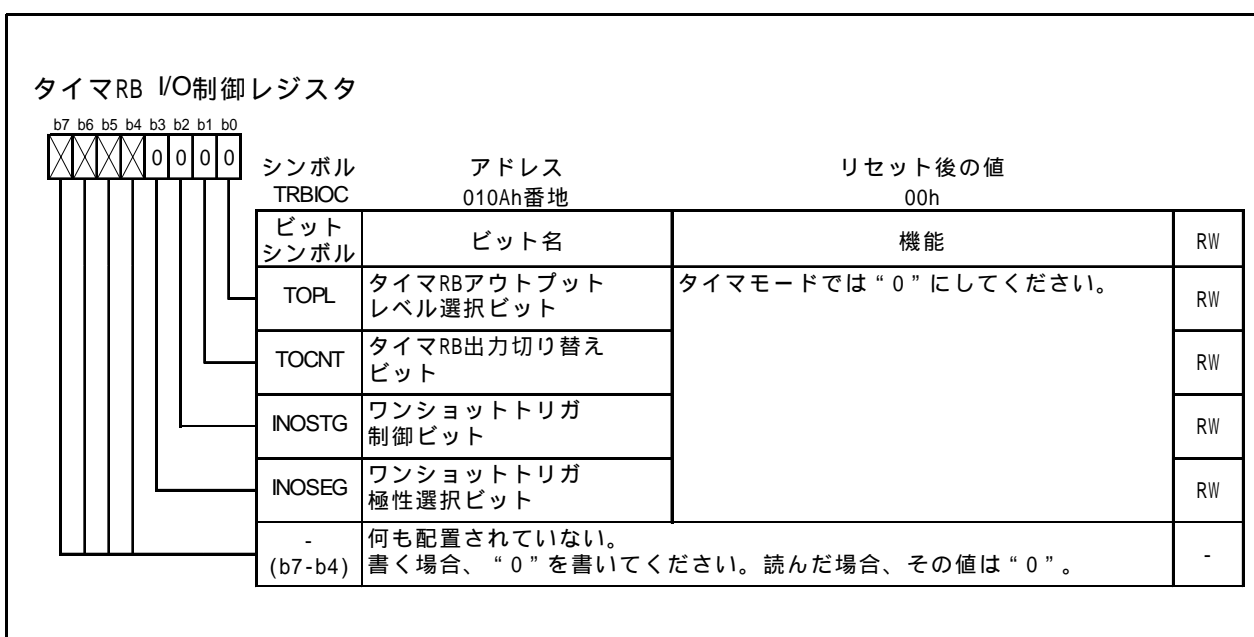 タイマRB I/O制御レジスタ
b7 b6 b5 b4 b3 b2 b1 b0
0 0 0 0
シンボル アドレス リセット後の値
TRBIOC 010Ah番地 00h
ビット
シンボル ビット名 機能 RW
TOPL タイマRBアウトプット
レベル選択ビット タイマモードでは“0”にしてください。 RW
TOCNT タイマRB出力切り替え
ビット RW
INOSTG ワンショットトリガ
制御ビット RW
INOSEG ワンショットトリガ
極性選択ビット RW
-
(b7-b4) 何も配置されていない。
書く場合、“0”を書いてください。読んだ場合、その値は“0”。 -